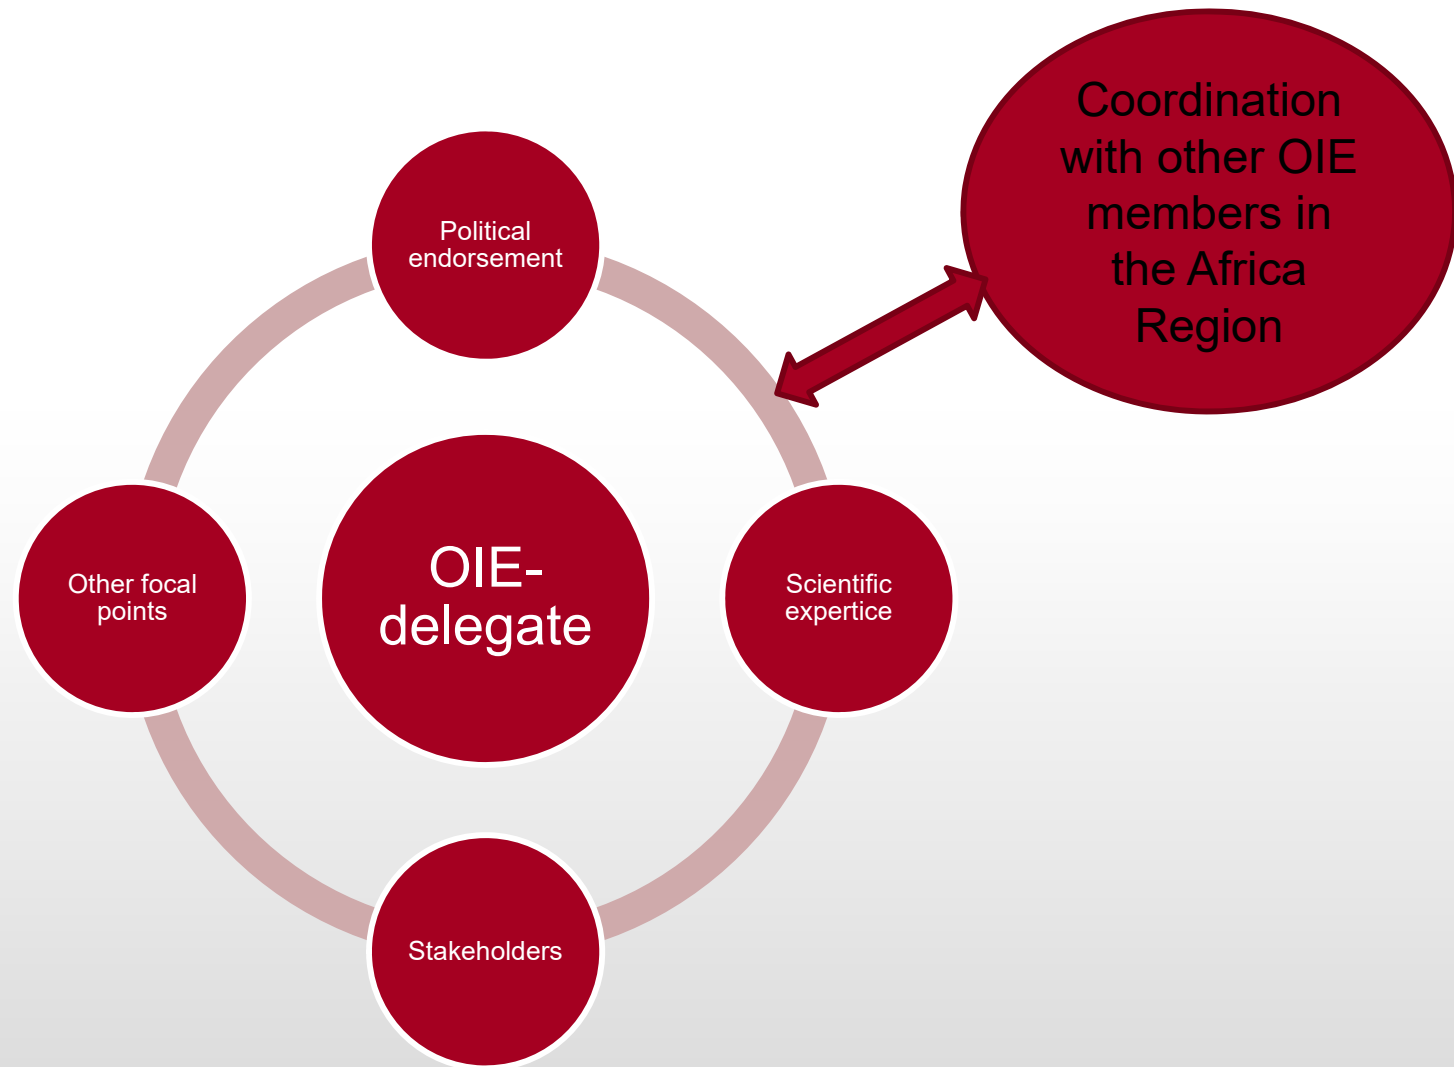 Coordination
with other OIE
members in
the Africa
Region
Political
endorsement
Other focal
points
OIE-
delegate
Scientific
expertice
Stakeholders